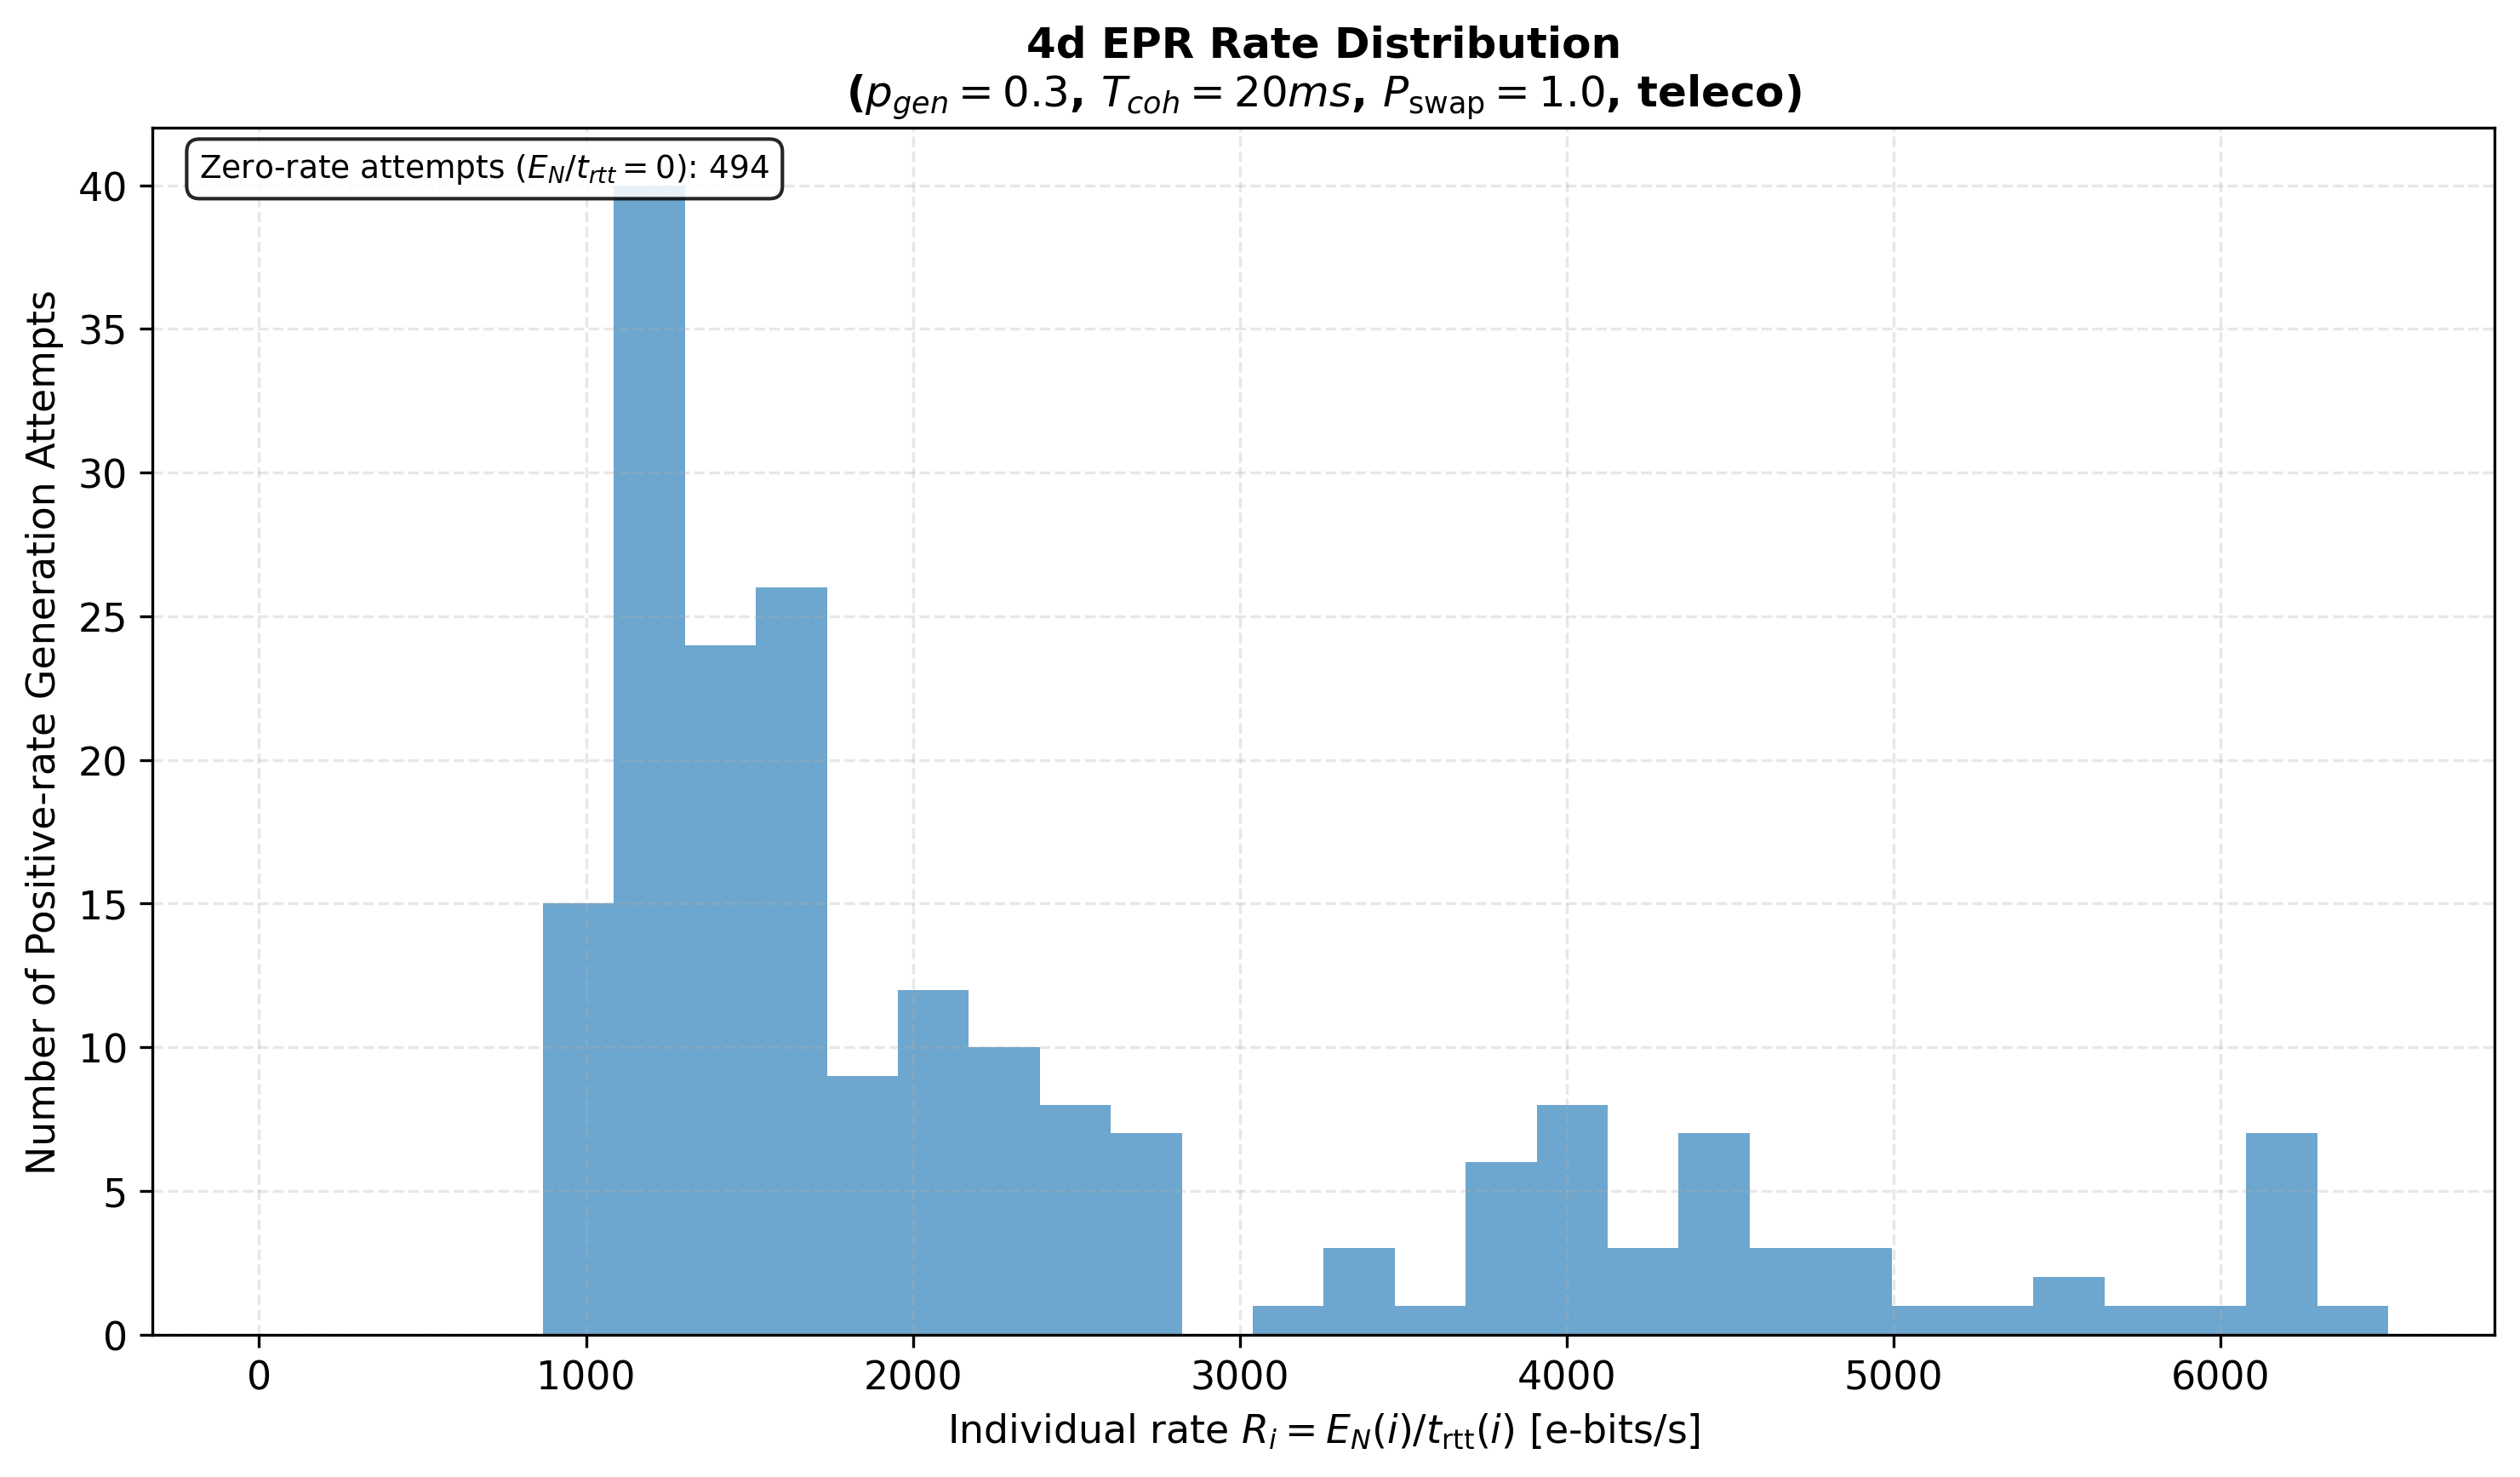 4d EPR Rate Distribution
(p_gen = 0.3, T_coh = 20ms, P_swap = 1.0, teleco)
Zero-rate attempts (E_N/t_rtt = 0): 494
Number of Positive-rate Generation Attempts
40
35
30
25
20
15
10
5
0
0 1000 2000 3000 4000 5000 6000
Individual rate R_i = E_N(i)/t_rtt(i) [e-bits/s]